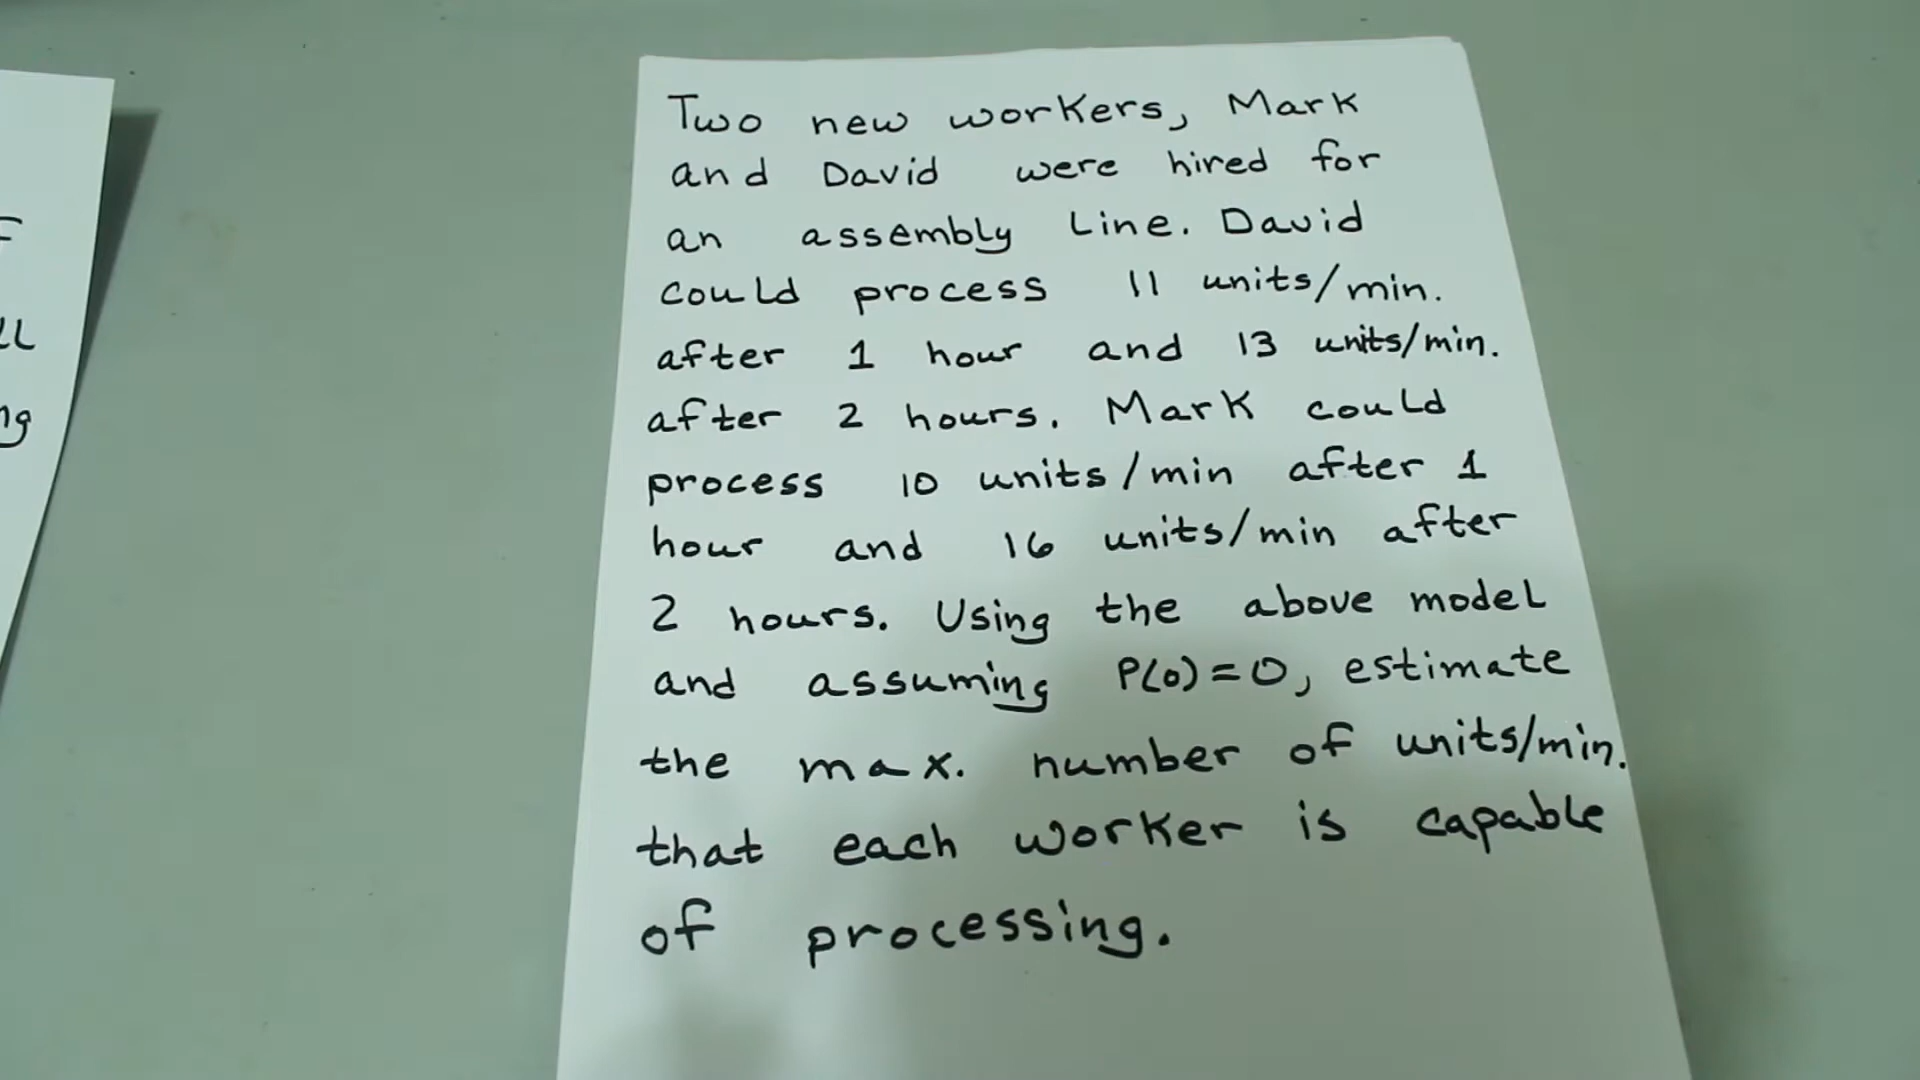 Two new workers, Mark
and David were hired for
an assembly Line. David
could process 11 units/min.
after 1 hour and 13 units/min.
after 2 hours. Mark could
process 10 units/min after 1
hour and 16 units/min after
2 hours. Using the above model
and assuming P(0)=0, estimate
the max. number of units/min.
that each worker is capable
of processing.